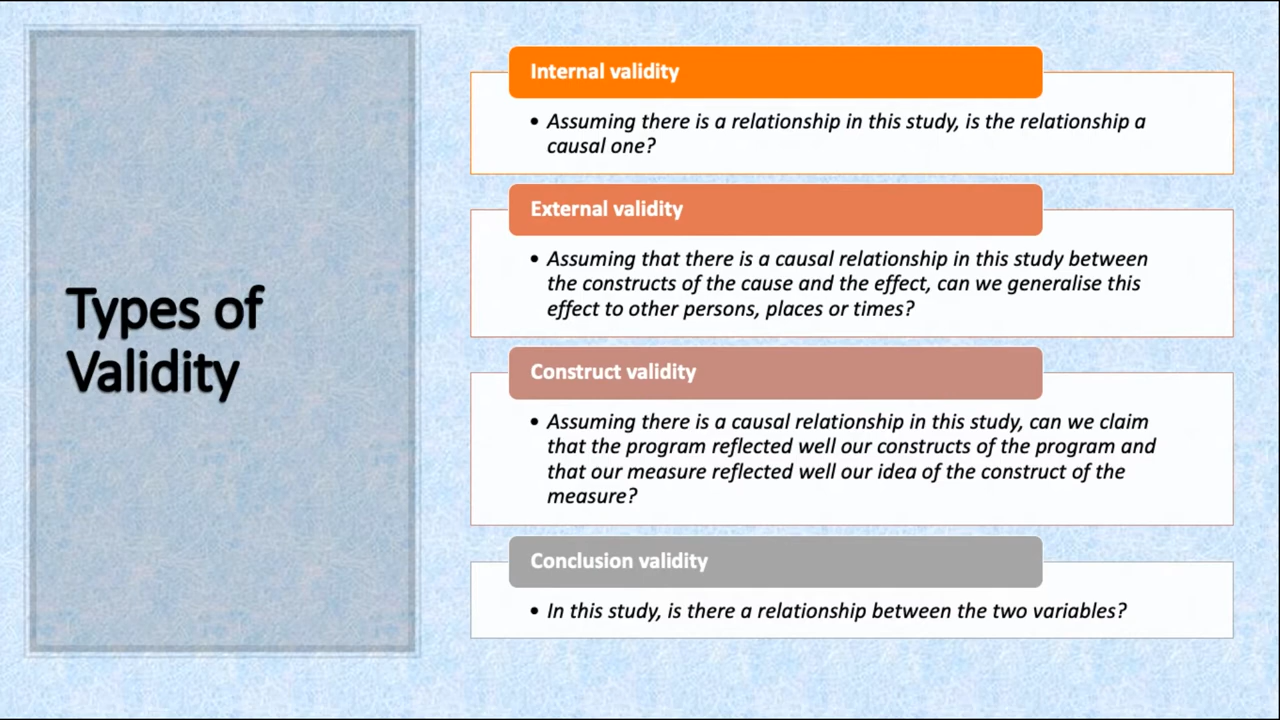 Types of
Validity
Internal validity
• Assuming there is a relationship in this study, is the relationship a
causal one?
External validity
• Assuming that there is a causal relationship in this study between
the constructs of the cause and the effect, can we generalise this
effect to other persons, places or times?
Construct validity
• Assuming there is a causal relationship in this study, can we claim
that the program reflected well our constructs of the program and
that our measure reflected well our idea of the construct of the
measure?
Conclusion validity
• In this study, is there a relationship between the two variables?